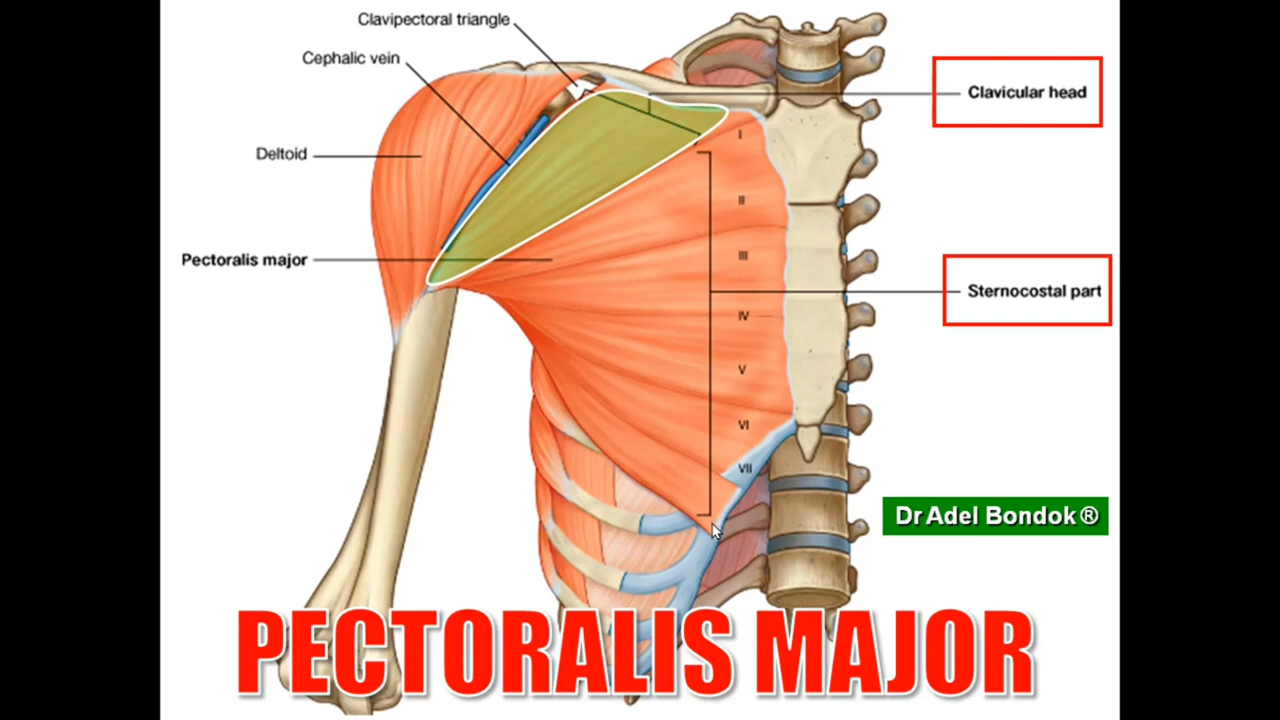 Clavipectoral triangle
Cephalic vein
Clavicular head
Deltoid
Pectoralis major
Sternocostal part
I
II
III
IV
V
VI
VII
Dr Adel Bondok ®
PECTORALIS MAJOR